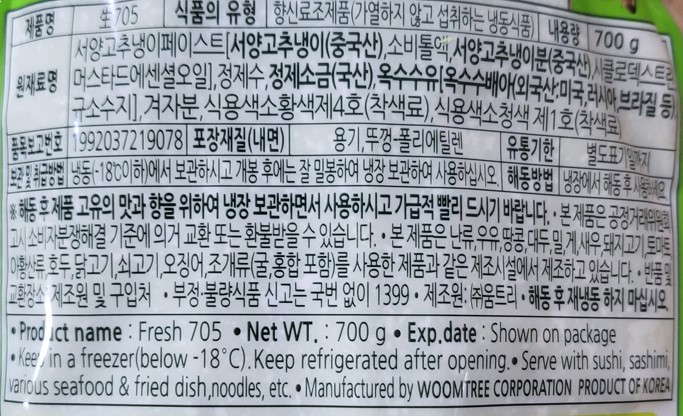 제품명 生705 식품의 유형 향신료조제품(가열하지 않고 섭취하는 냉동식품) 내용량 700 g
원재료명 서양고추냉이페이스트[서양고추냉이(중국산), 소비톨액, 서양고추냉이분(중국산), 시클로덱스트린
머스타드에센셜오일], 정제수, 정제소금(국산), 옥수수유[옥수수배아(외국산:미국, 러시아, 브라질 등)
구소수지], 겨자분, 식용색소황색제4호(착색료), 식용색소청색 제1호(착색료)
품목보고번호 1992037219078 포장재질(내면) 용기,뚜껑-폴리에틸렌 유통기한 별도표기일까지
보관 및 취급방법 냉동(-18℃이하)에서 보관하시고 개봉 후에는 잘 밀봉하여 냉장 보관하여 사용하십시오. 해동방법 냉장에서 해동 후 사용하세요
※ 해동 후 제품 고유의 맛과 향을 위하여 냉장 보관하면서 사용하시고 가급적 빨리 드시기 바랍니다. • 본 제품은 공정거래위원회
고시 소비자분쟁해결 기준에 의거 교환 또는 환불받을 수 있습니다. • 본 제품은 난류,우유,땅콩,대두,밀,게,새우,돼지고기,토마토,
아황산류,호두,닭고기,쇠고기,오징어,조개류(굴,홍합 포함)를 사용한 제품과 같은 제조시설에서 제조하고 있습니다. • 반품 및
교환장소: 제조원 및 구입처 • 부정·불량식품 신고는 국번 없이 1399 • 제조원: ㈜움트리 • 해동 후 재냉동 하지 마십시오.
• Product name : Fresh 705 • Net WT. : 700 g • Exp.date : Shown on package
• Keep in a freezer(below -18˚C). Keep refrigerated after opening. • Serve with sushi, sashimi,
various seafood & fried dish,noodles, etc. • Manufactured by WOOMTREE CORPORATION PRODUCT OF KOREA